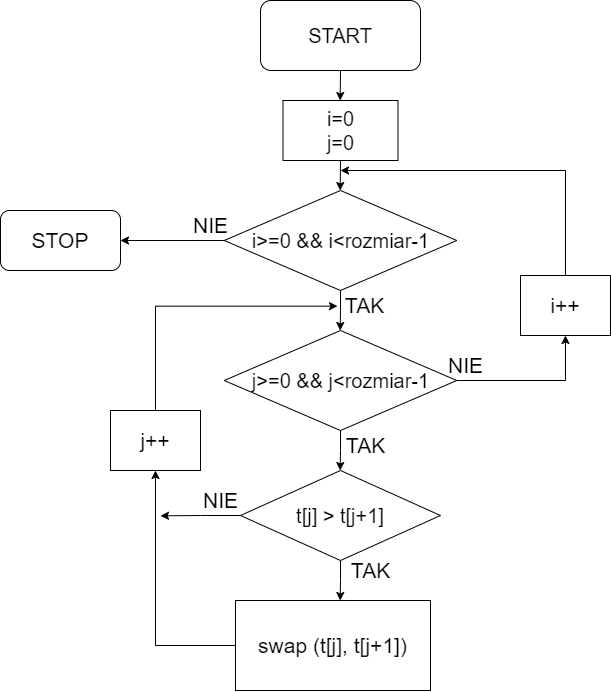 START
i=0
j=0
NIE
STOP
i>=0 && i<rozmiar-1
TAK
i++
j>=0 && j<rozmiar-1
NIE
j++
TAK
NIE
t[j] > t[j+1]
TAK
swap (t[j], t[j+1])